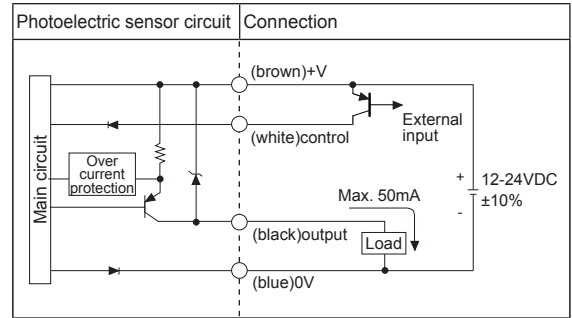 Photoelectric sensor circuit
Connection
(brown)+V
(white)control
External
input
Main circuit
Over
current
protection
Max. 50mA
+
-
12-24VDC
±10%
(black)output
Load
(blue)0V